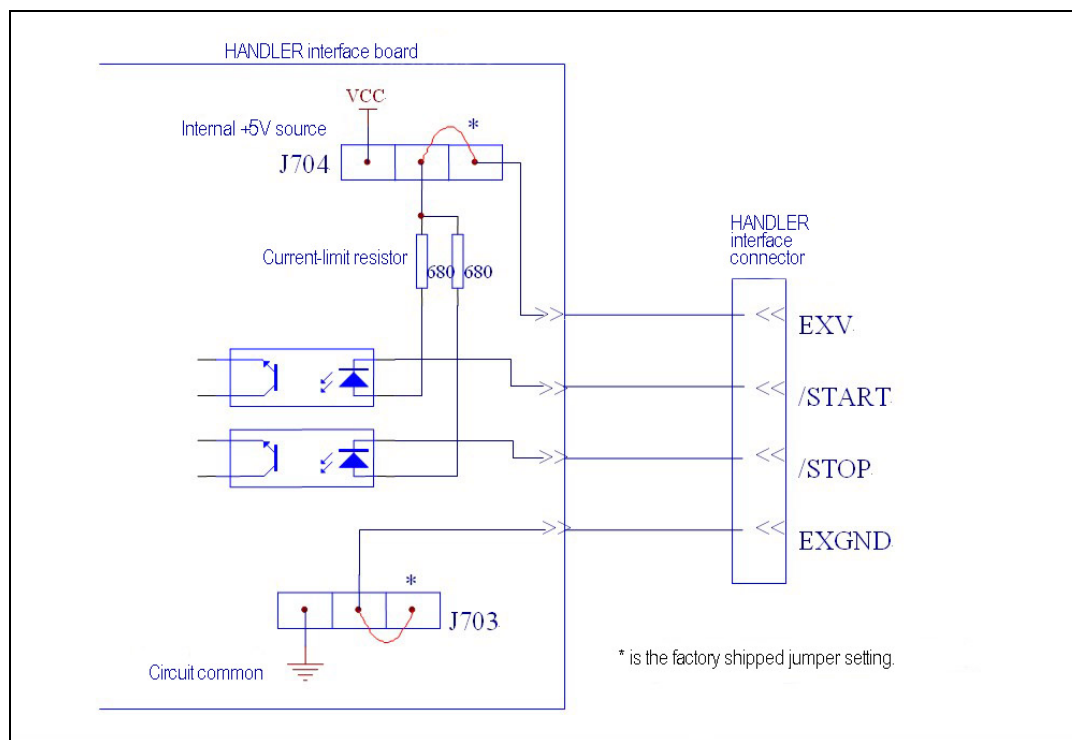 HANDLER interface board
VCC
Internal +5V source
*
J704
HANDLER
interface
connector
Current-limit resistor
680 680
EXV
/START
/STOP
EXGND
*
J703
Circuit common
* is the factory shipped jumper setting.